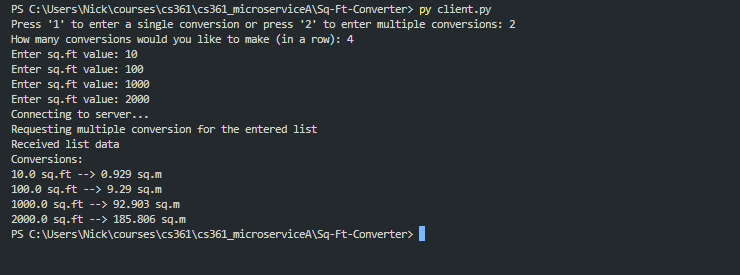 PS C:\Users\Nick\courses\cs361\cs361_microserviceA\Sq-Ft-Converter> py client.py
Press '1' to enter a single conversion or press '2' to enter multiple conversions: 2
How many conversions would you like to make (in a row): 4
Enter sq.ft value: 10
Enter sq.ft value: 100
Enter sq.ft value: 1000
Enter sq.ft value: 2000
Connecting to server...
Requesting multiple conversion for the entered list
Received list data
Conversions:
10.0 sq.ft --> 0.929 sq.m
100.0 sq.ft --> 9.29 sq.m
1000.0 sq.ft --> 92.903 sq.m
2000.0 sq.ft --> 185.806 sq.m
PS C:\Users\Nick\courses\cs361\cs361_microserviceA\Sq-Ft-Converter>